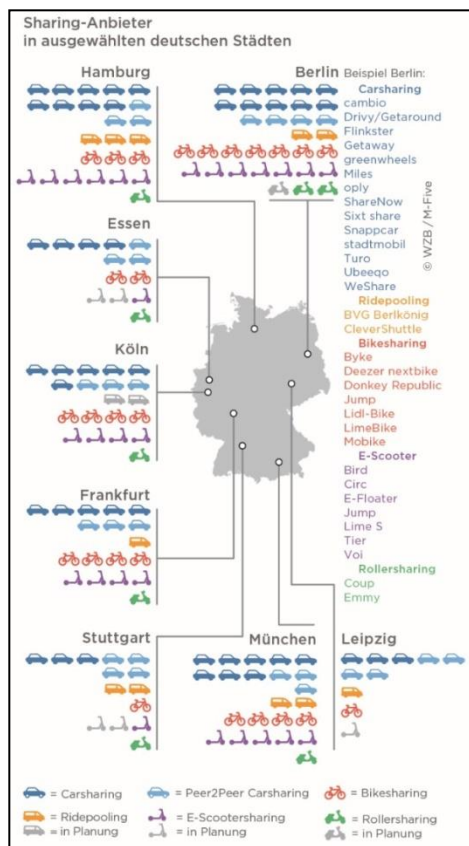 Sharing-Anbieter
in ausgewählten deutschen Städten
Hamburg
Berlin
Beispiel Berlin:
Carsharing
cambio
Drivy/Getaround
Flinkster
Getaway
greenwheels
Miles
oply
ShareNow
Sixt share
Snappcar
stadtmobil
Turo
Ubeeqo
WeShare
Ridepooling
BVG Berlkönig
CleverShuttle
Bikesharing
Byke
Deezer nextbike
Donkey Republic
Jump
Lidl-Bike
LimeBike
Mobike
E-Scooter
Bird
Circ
E-Floater
Jump
Lime S
Tier
Voi
Rollersharing
Coup
Emmy
© WZB / M-Five
Essen
Köln
Frankfurt
Stuttgart
München
Leipzig
= Carsharing
= Peer2Peer Carsharing
= Bikesharing
= Ridepooling
= E-Scootersharing
= Rollersharing
= in Planung
= in Planung
= in Planung